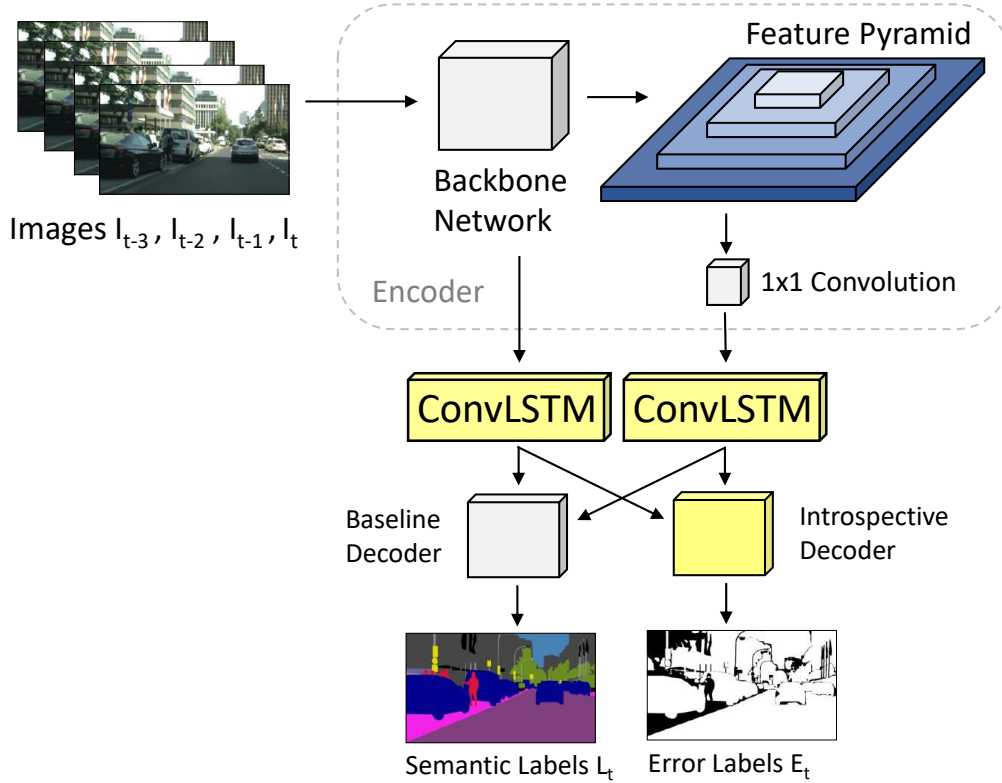 Feature Pyramid
Backbone
Network
Images I_{t-3} , I_{t-2} , I_{t-1} , I_t
1x1 Convolution
Encoder
ConvLSTM
ConvLSTM
Baseline
Decoder
Introspective
Decoder
Semantic Labels L_t
Error Labels E_t